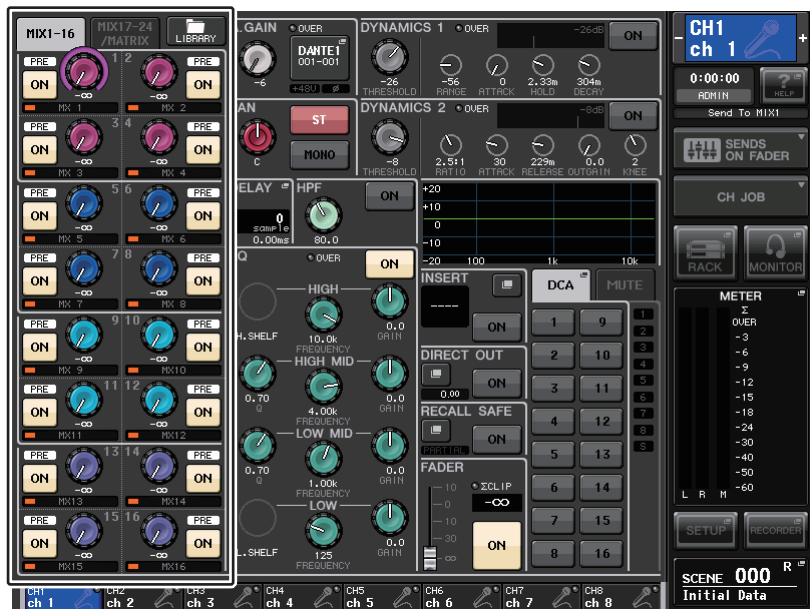 MIX1-16
MIX17-24
/MATRIX
LIBRARY
PRE 1 2 PRE
ON ON
-∞ -∞
MX 1 MX 2
PRE 3 4 PRE
ON ON
-∞ -∞
MX 3 MX 4
PRE 5 6 PRE
ON ON
-∞ -∞
MX 5 MX 6
PRE 7 8 PRE
ON ON
-∞ -∞
MX 7 MX 8
PRE 9 10 PRE
ON ON
-∞ -∞
MX 9 MX10
PRE 11 12 PRE
ON ON
-∞ -∞
MX11 MX12
PRE 13 14 PRE
ON ON
-∞ -∞
MX13 MX14
PRE 15 16 PRE
ON ON
-∞ -∞
MX15 MX16
.GAIN OVER
DANTE1
001-001
-6
+48V ø
AN
ST
MONO
C
DYNAMICS 1 OVER -26dB ON
-26 -56 0 2.33m 304m
THRESHOLD RANGE ATTACK HOLD DECAY
DYNAMICS 2 OVER -8dB ON
-8 2.5:1 30 229m 0.0 2
THRESHOLD RATIO ATTACK RELEASE OUTGAIN KNEE
ELAY
0
sample
0.00ms
HPF ON
80.0
+20
+10
0
-10
-20 100 1k 10k
Q OVER ON
HIGH
H.SHELF 10.0k 0.0
FREQUENCY GAIN
HIGH MID
0.70 4.00k 0.0
Q FREQUENCY GAIN
LOW MID
0.70 1.00k 0.0
Q FREQUENCY GAIN
LOW
L.SHELF 125 0.0
FREQUENCY GAIN
INSERT
----
ON
DIRECT OUT
0.00 ON
RECALL SAFE
PARTIAL ON
FADER
10
0
10
30
∞
ΣCLIP
-∞
ON
DCA MUTE
1 9
2 10
3 11
4 12
5 13
6 14
7 15
8 16
1
2
3
4
5
6
7
8
S
- CH1 +
ch 1
0:00:00
ADMIN
?
HELP
Send To MIX1
SENDS
ON FADER
CH JOB
RACK MONITOR
METER
Σ
OVER
-3
-6
-9
-12
-15
-18
-24
-30
-40
-50
-60
L R M
SETUP RECORDER
SCENE 000 R
Initial Data
CH1 CH2 CH3 CH4 CH5 CH6 CH7 CH8
ch 1 ch 2 ch 3 ch 4 ch 5 ch 6 ch 7 ch 8